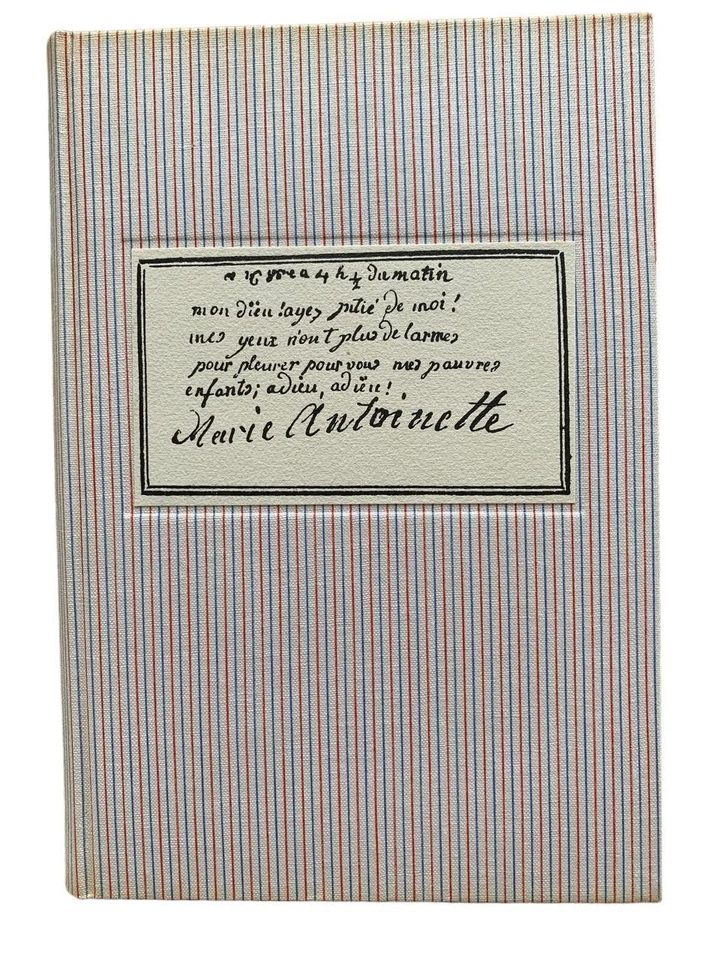 a 4 h ½ du matin
mon dieu ! ayez pitié de moi !
mes yeux n'ont plus de larmes
pour pleurer pour vous mes pauvres
enfants; adieu, adieu !
Marie Antoinette